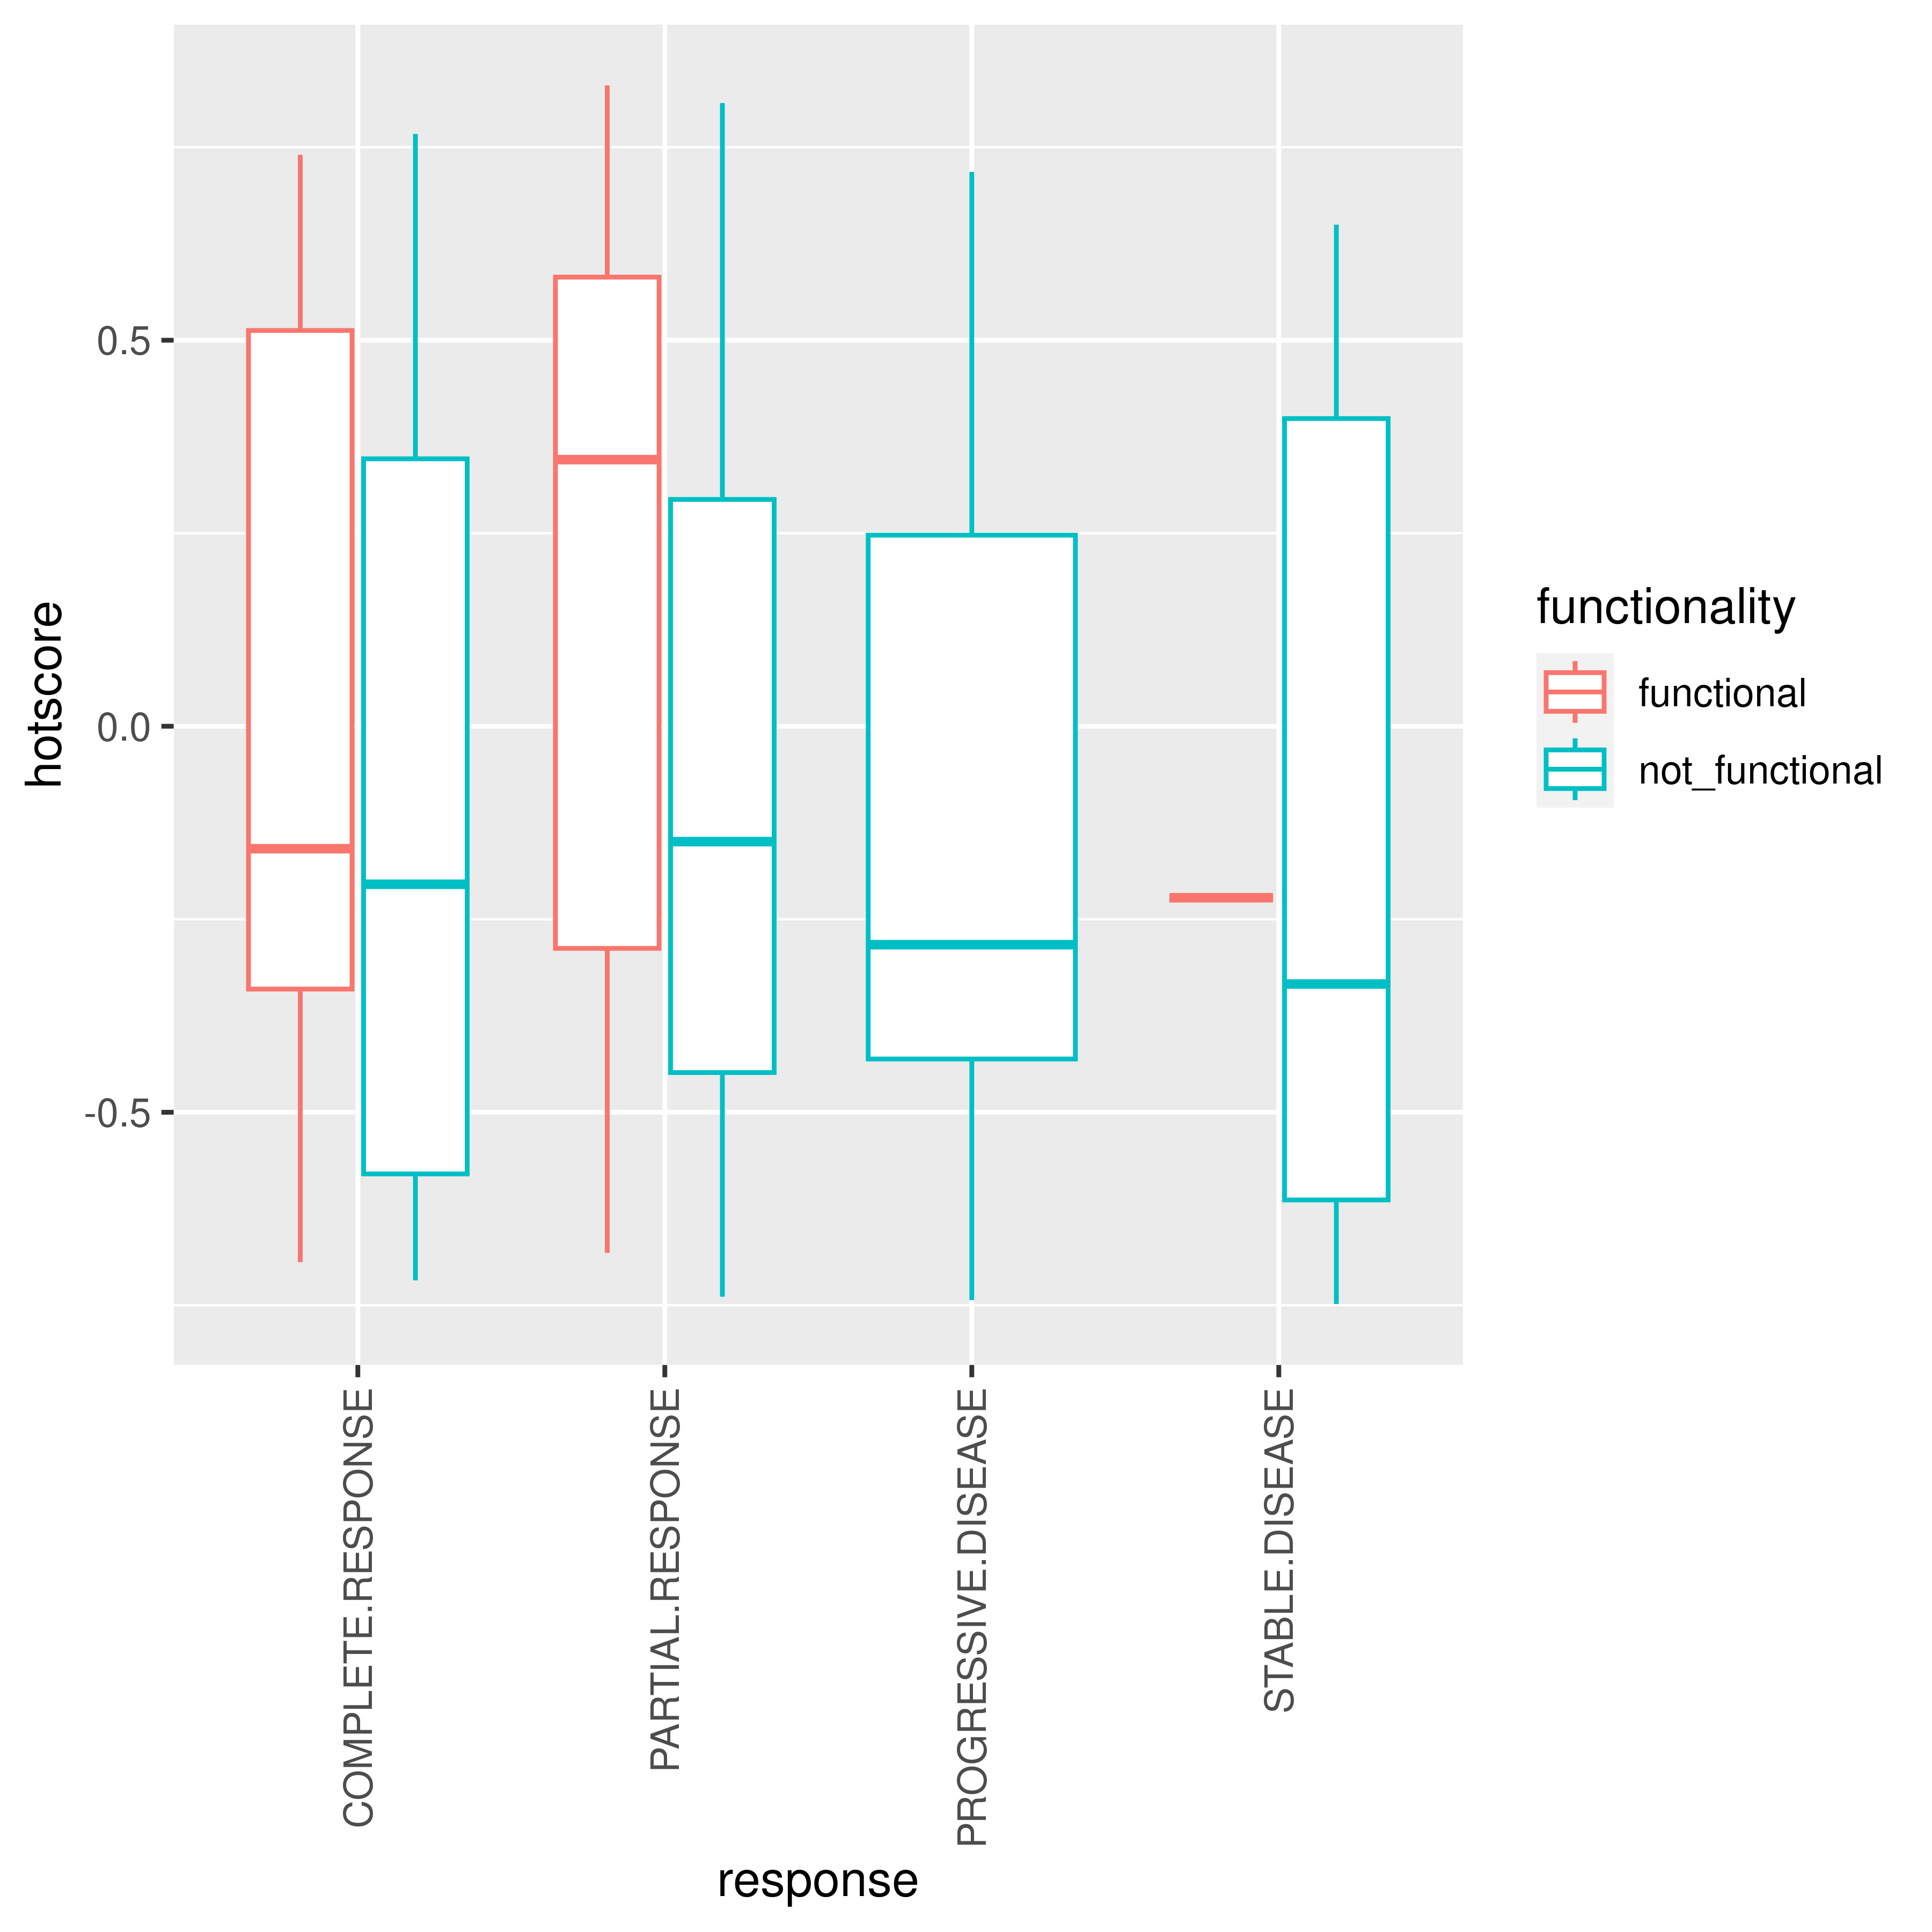 hotscore
0.5
0.0
-0.5
COMPLETE.RESPONSE
PARTIAL.RESPONSE
PROGRESSIVE.DISEASE
STABLE.DISEASE
response
functionality
functional
not_functional